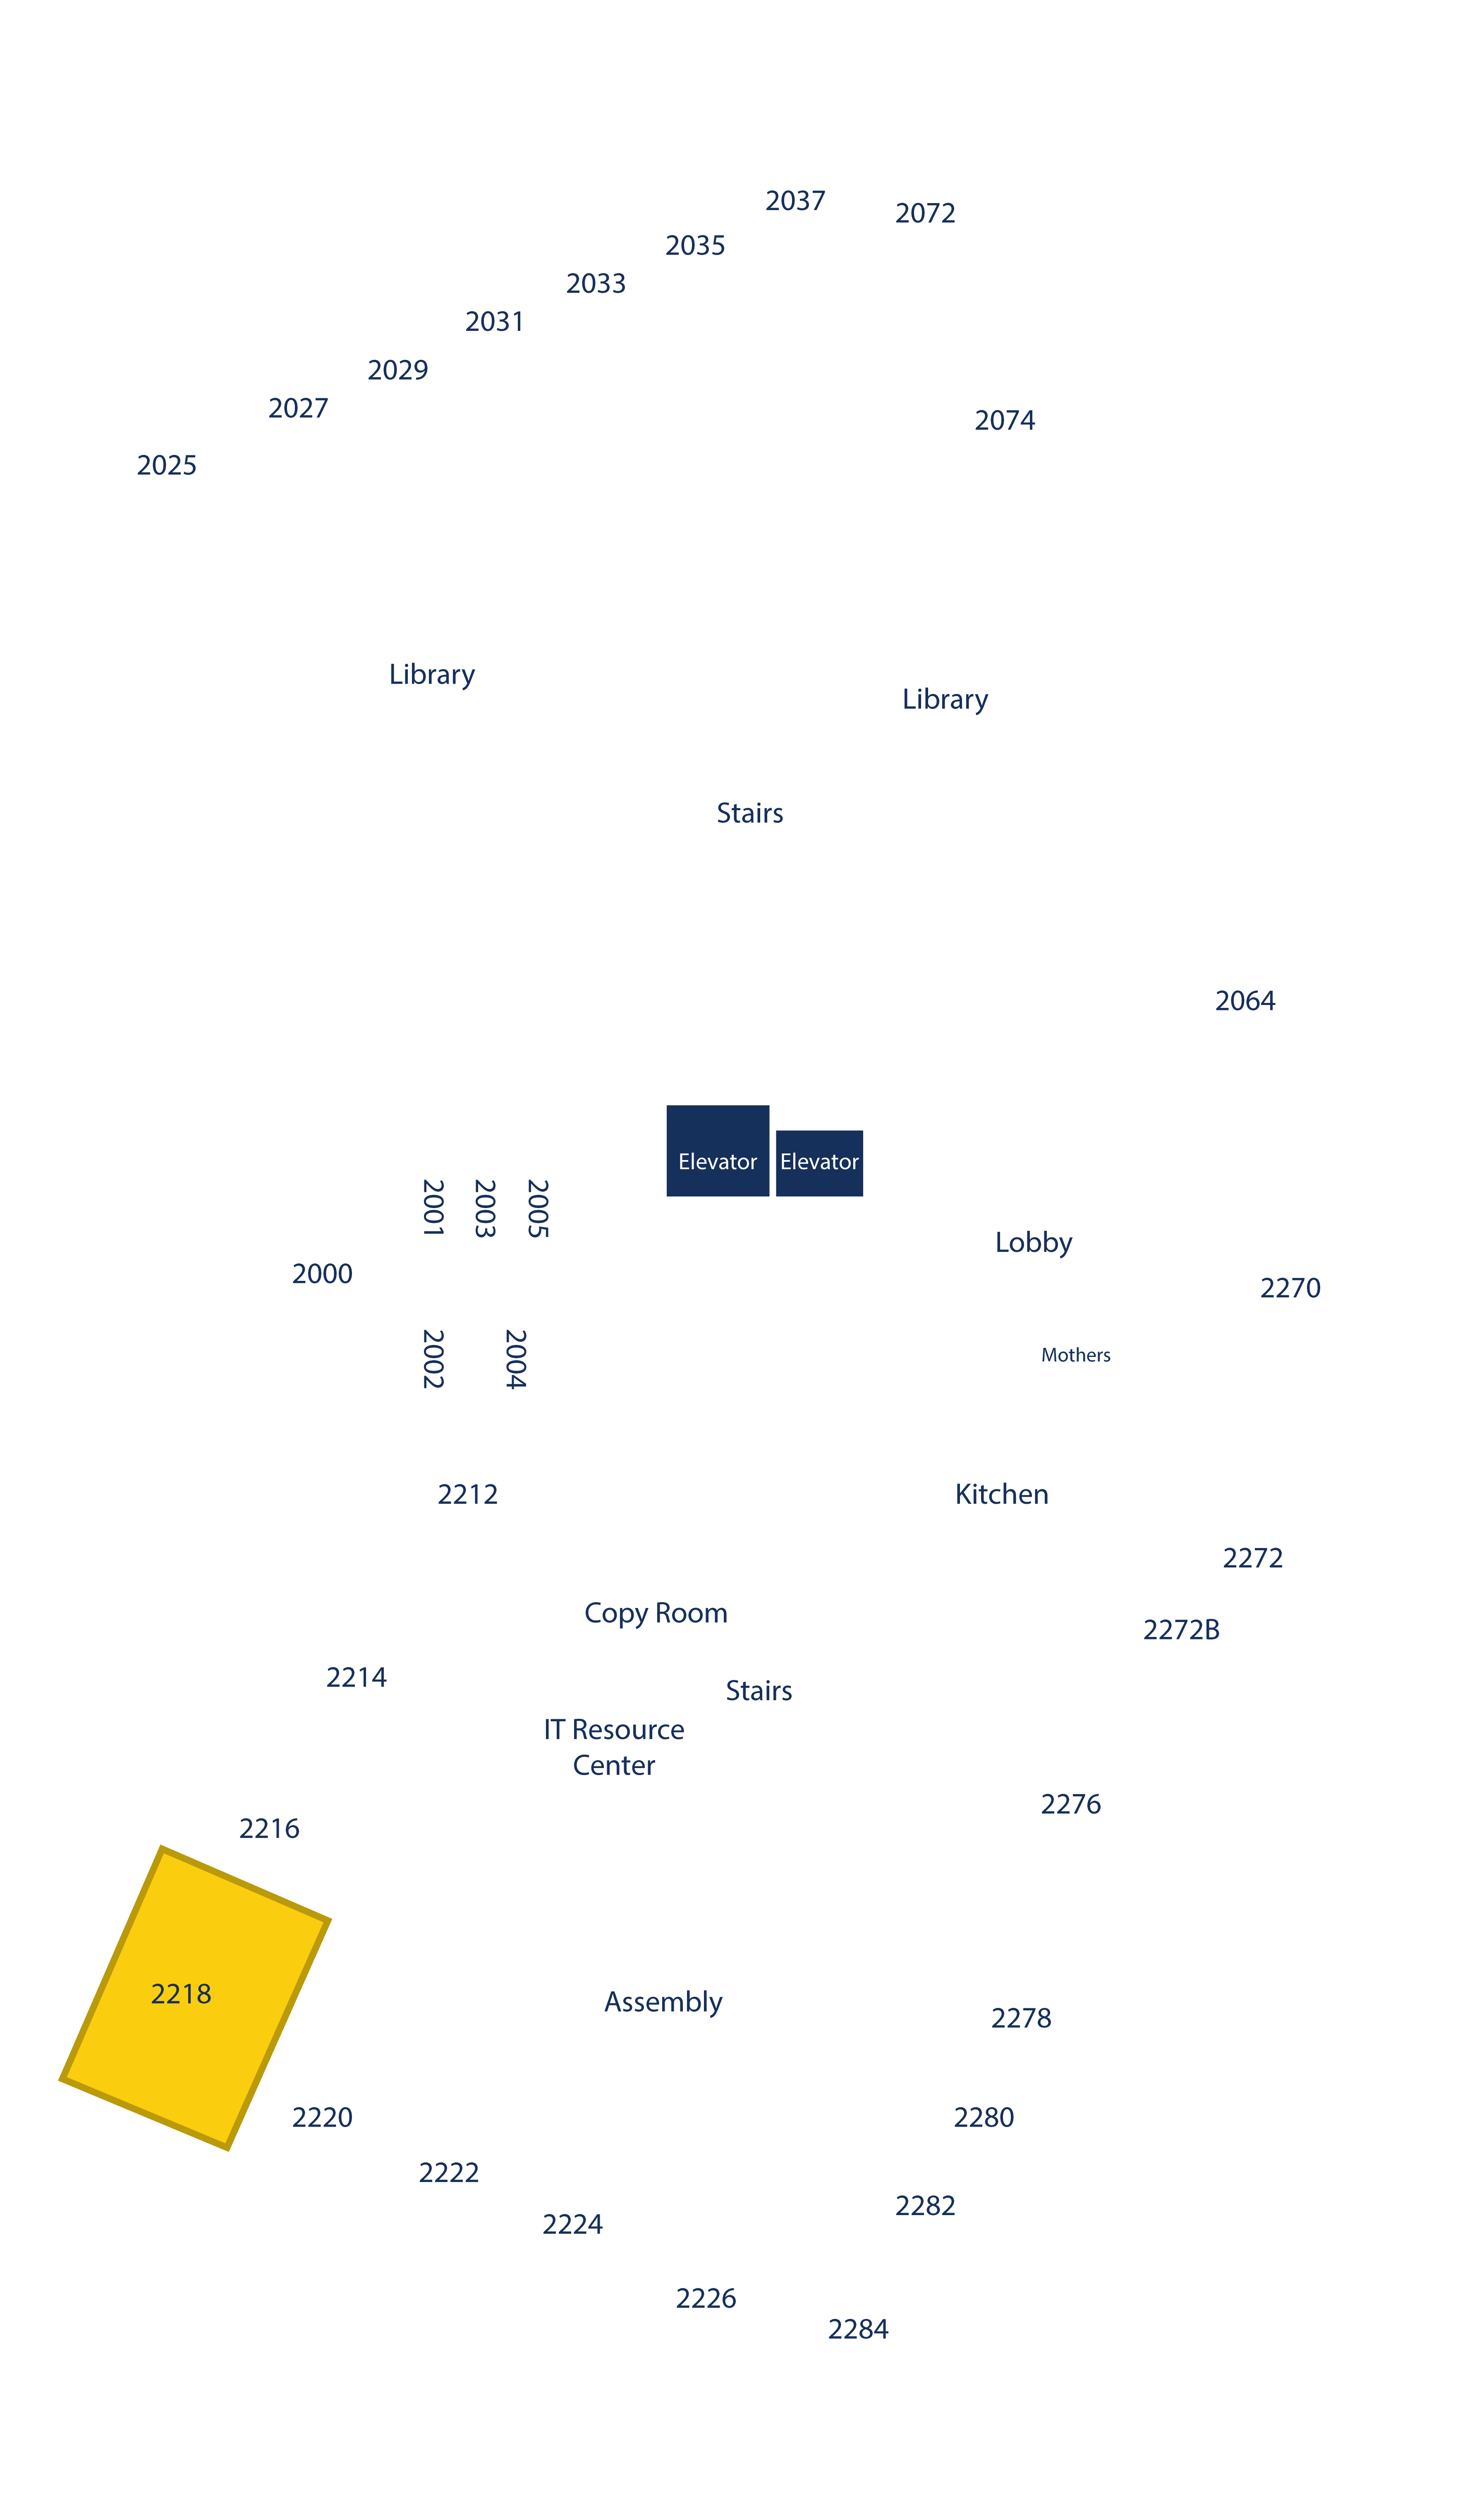 2037
2072
2035
2033
2031
2029
2027
2074
2025
Library
Library
Stairs
2064
Elevator
Elevator
2001
2003
2005
Lobby
2000
2270
2002
2004
Mothers
2212
Kitchen
2272
Copy Room
2272B
2214
Stairs
IT Resource
Center
2276
2216
2218
Assembly
2278
2220
2280
2222
2282
2224
2226
2284